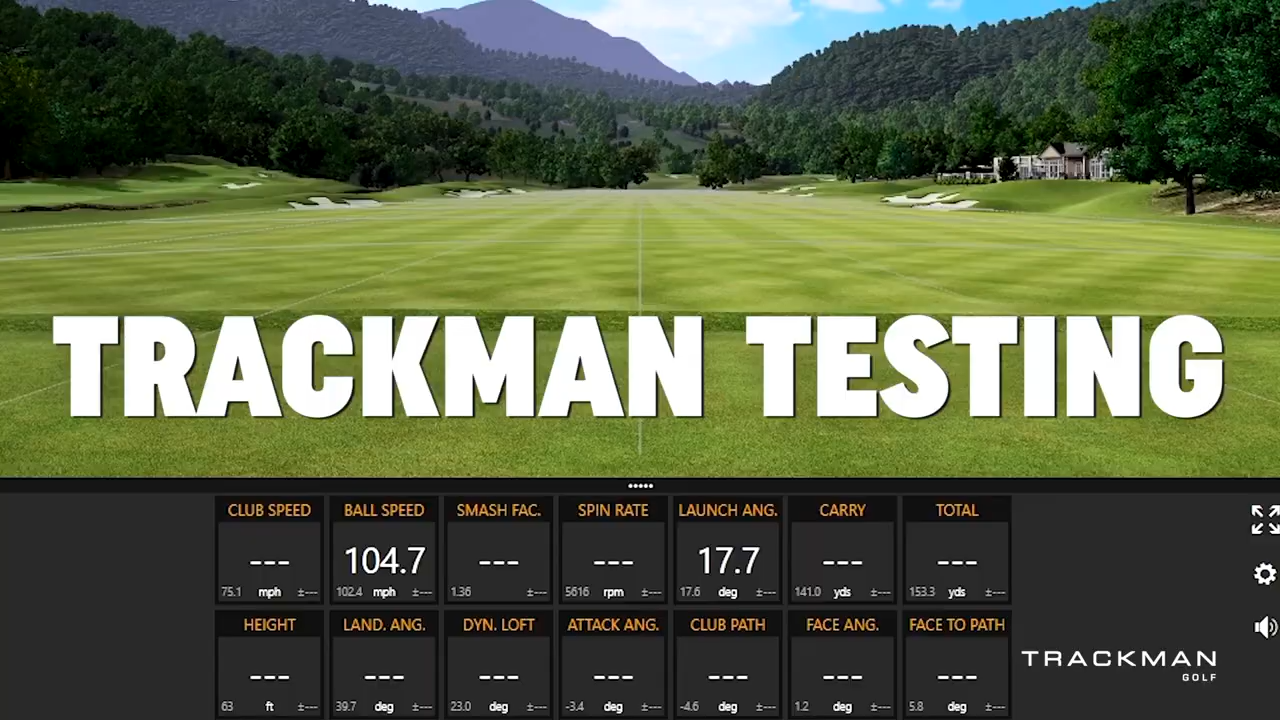 TRACKMAN TESTING
CLUB SPEED BALL SPEED SMASH FAC. SPIN RATE LAUNCH ANG. CARRY TOTAL
--- 104.7 --- --- 17.7 --- ---
75.1 mph ±--- 102.4 mph ±--- 1.36 ±--- 5616 rpm ±--- 17.6 deg ±--- 141.0 yds ±--- 153.3 yds ±---
HEIGHT LAND. ANG. DYN. LOFT ATTACK ANG. CLUB PATH FACE ANG. FACE TO PATH
--- --- --- --- --- --- ---
63 ft ±--- 39.7 deg ±--- 23.0 deg ±--- -3.4 deg ±--- -4.6 deg ±--- 1.2 deg ±--- 5.8 deg ±---
TRACKMAN
GOLF